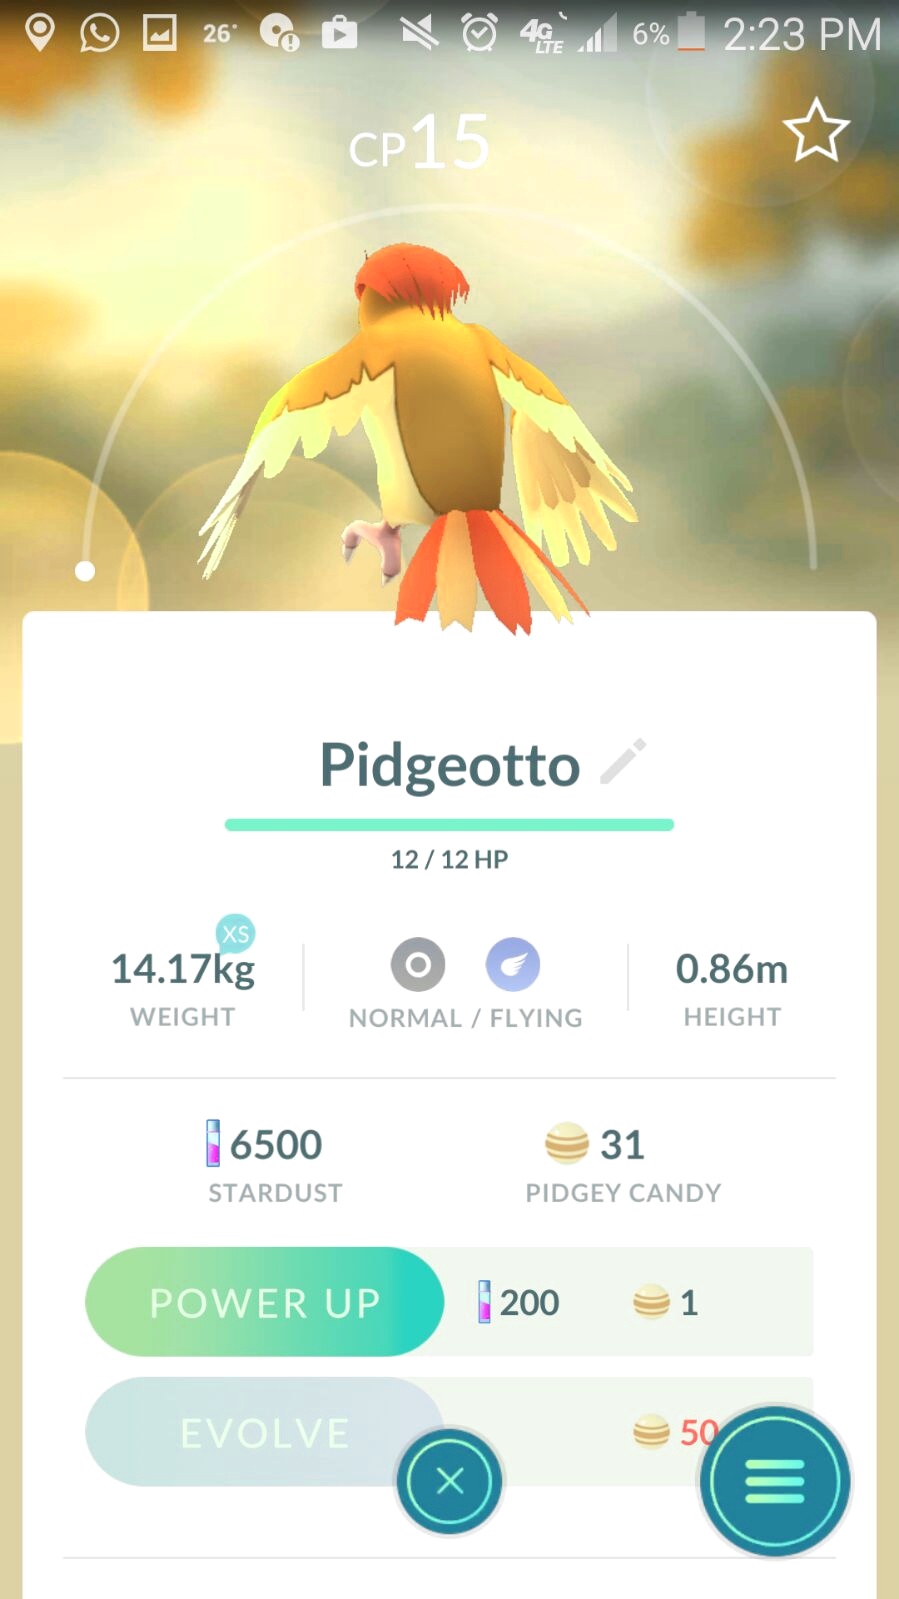 26° 4G LTE 6% 2:23 PM
CP15
Pidgeotto
12 / 12 HP
XS
14.17kg
WEIGHT
NORMAL / FLYING
0.86m
HEIGHT
6500
STARDUST
31
PIDGEY CANDY
POWER UP 200 1
EVOLVE 50